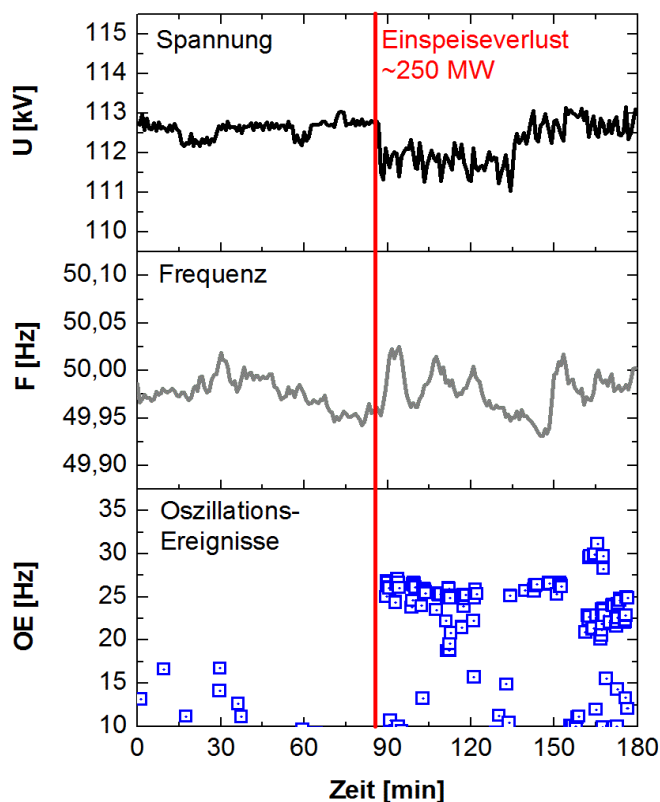 115
114
113
112
111
110
U [kV]
Spannung
Einspeiseverlust
~250 MW
50,10
50,05
50,00
49,95
49,90
F [Hz]
Frequenz
35
30
25
20
15
10
OE [Hz]
Oszillations-
Ereignisse
0
30
60
90
120
150
180
Zeit [min]